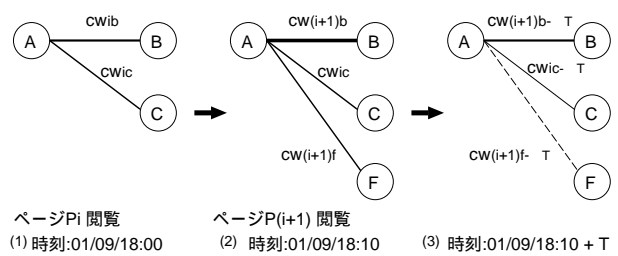 A
cwib
B
cwic
C
A
cw(i+1)b
B
cwic
C
cw(i+1)f
F
A
cw(i+1)b- T
B
cwic- T
C
cw(i+1)f- T
F
ページPi 閲覧
(1) 時刻:01/09/18:00
ページP(i+1) 閲覧
(2) 時刻:01/09/18:10
(3) 時刻:01/09/18:10 + T